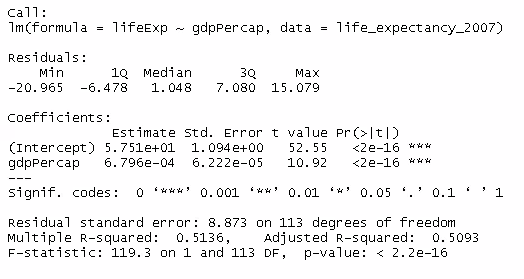 Call:
lm(formula = lifeExp ~ gdpPercap, data = life_expectancy_2007)
Residuals:
Min 1Q Median 3Q Max
-20.965 -6.478 1.048 7.080 15.079
Coefficients:
Estimate Std. Error t value Pr(>|t|)
(Intercept) 5.751e+01 1.094e+00 52.55 <2e-16 ***
gdpPercap 6.796e-04 6.222e-05 10.92 <2e-16 ***
---
Signif. codes: 0 ‘***’ 0.001 ‘**’ 0.01 ‘*’ 0.05 ‘.’ 0.1 ‘ ’ 1
Residual standard error: 8.873 on 113 degrees of freedom
Multiple R-squared: 0.5136, Adjusted R-squared: 0.5093
F-statistic: 119.3 on 1 and 113 DF, p-value: < 2.2e-16